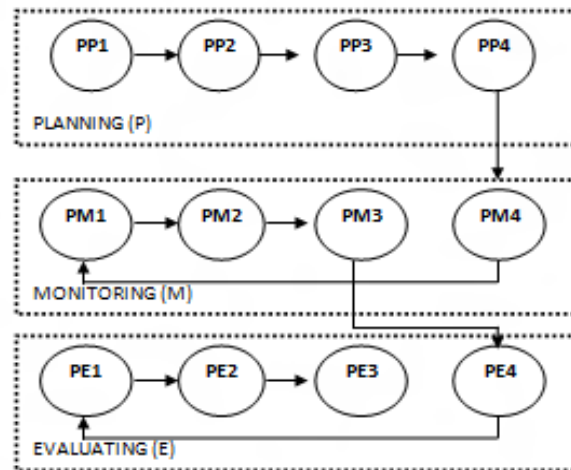 PP1 PP2 PP3 PP4
PLANNING (P)
PM1 PM2 PM3 PM4
MONITORING (M)
PE1 PE2 PE3 PE4
EVALUATING (E)